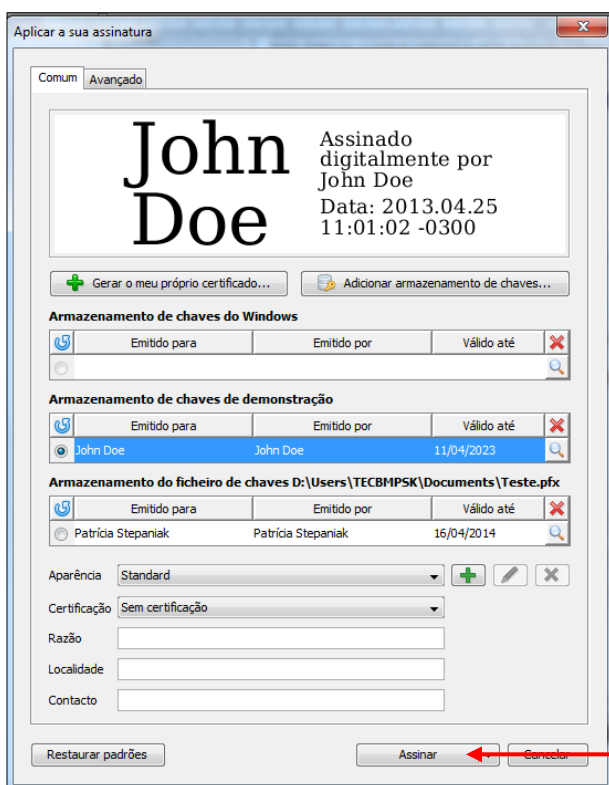 Aplicar a sua assinatura
Comum Avançado
John Doe
Assinado
digitalmente por
John Doe
Data: 2013.04.25
11:01:02 -0300
Gerar o meu próprio certificado... Adicionar armazenamento de chaves...
Armazenamento de chaves do Windows
Emitido para Emitido por Válido até
Armazenamento de chaves de demonstração
Emitido para Emitido por Válido até
John Doe John Doe 11/04/2023
Armazenamento do ficheiro de chaves D:\Users\TECBMPSK\Documents\Teste.pfx
Emitido para Emitido por Válido até
Patrícia Stepaniak Patrícia Stepaniak 16/04/2014
Aparência Standard
Certificação Sem certificação
Razão
Localidade
Contacto
Restaurar padrões Assinar Cancelar